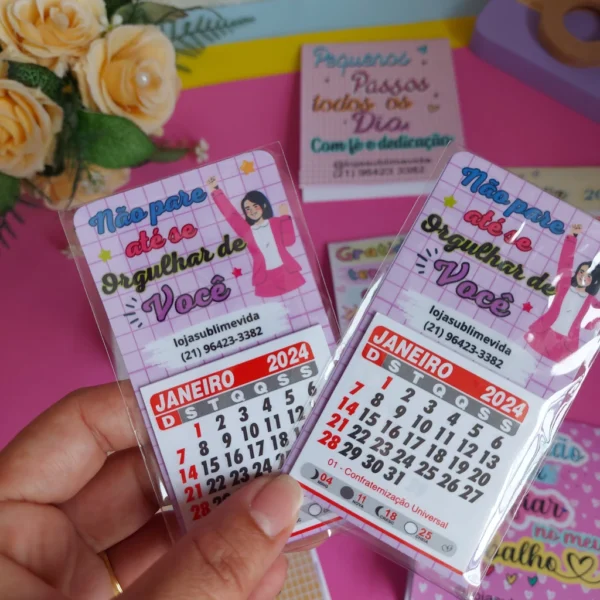 Pequenos
Passos
todos os
Dia,
Com fé e dedicação
@lojasublimevida
(21) 96423 3382
Não pare
até se
Orgulhar de
Você
lojasublimevida
(21) 96423-3382
JANEIRO 2024
D S T Q Q S S
1 2 3 4 5 6
7 8 9 10 11 12
14 15 16 17 18 19
21 22 23 24 25
28 29 30
Não pare
até se
Orgulhar de
Você
lojasublimevida
(21) 96423-3382
JANEIRO 2024
D S T Q Q S S
1 2 3 4 5 6
7 8 9 10 11 12 13
14 15 16 17 18 19 20
21 22 23 24 25 26 27
28 29 30 31
01 - Confraternização Universal
04 11 18 25
no meu